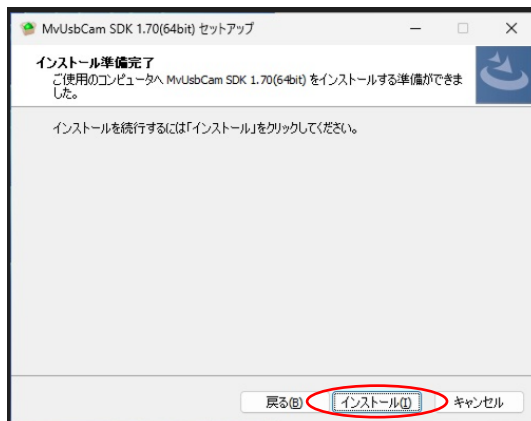 MvUsbCam SDK 1.70(64bit) セットアップ
インストール準備完了
ご使用のコンピュータへ MvUsbCam SDK 1.70(64bit) をインストールする準備ができま
した。
インストールを続行するには「インストール」をクリックしてください。
戻る(B) インストール(I) キャンセル